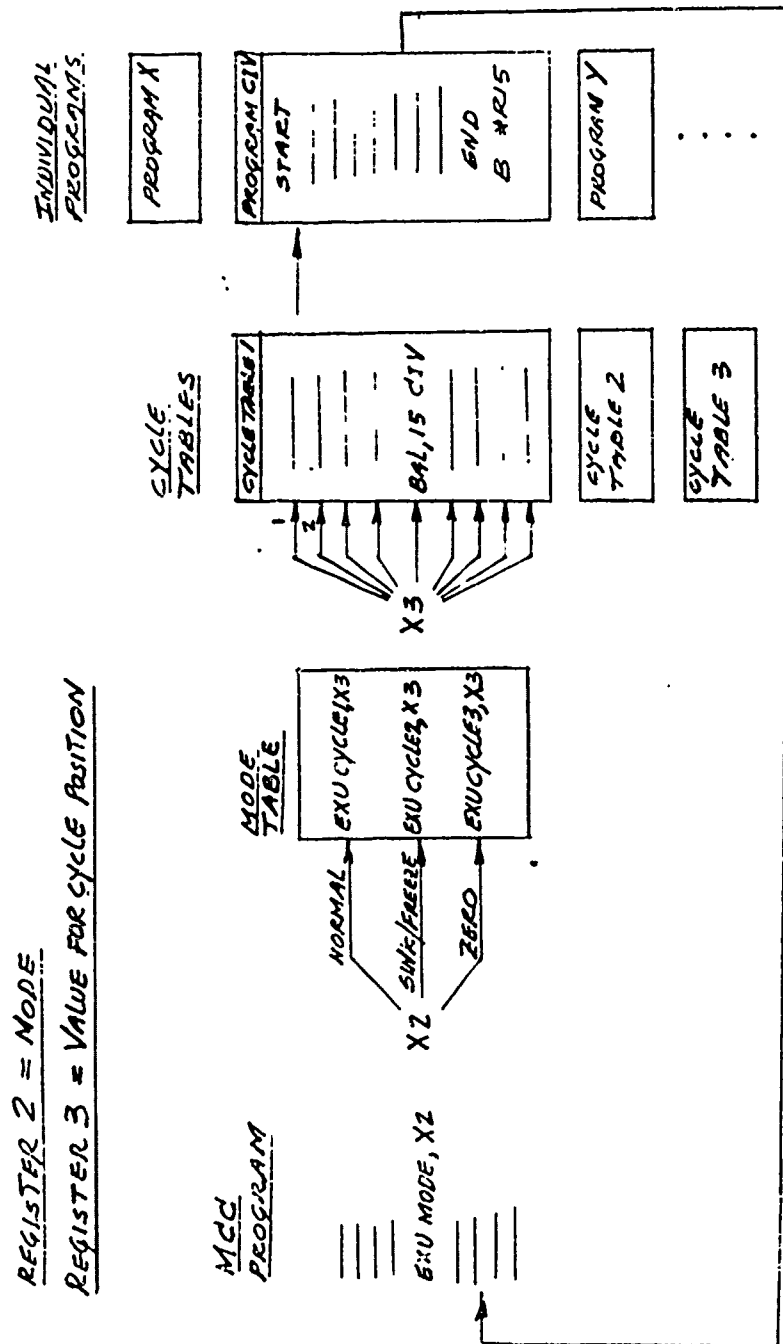 REGISTER 2 = MODE
REGISTER 3 = VALUE FOR CYCLE POSITION
MCC
PROGRAM
EXU MODE, X2
X2
NORMAL
SINK/FREEZE
ZERO
MODE
TABLE
EXU CYCLE1, X3
EXU CYCLE2, X3
EXU CYCLE3, X3
X3
1
2
CYCLE
TABLES
CYCLE TABLE 1
BAL, 15 CIV
CYCLE
TABLE 2
CYCLE
TABLE 3
INDIVIDUAL
PROGRAMS
PROGRAM X
PROGRAM CIV
START
END
B *R15
PROGRAM Y
. . . .